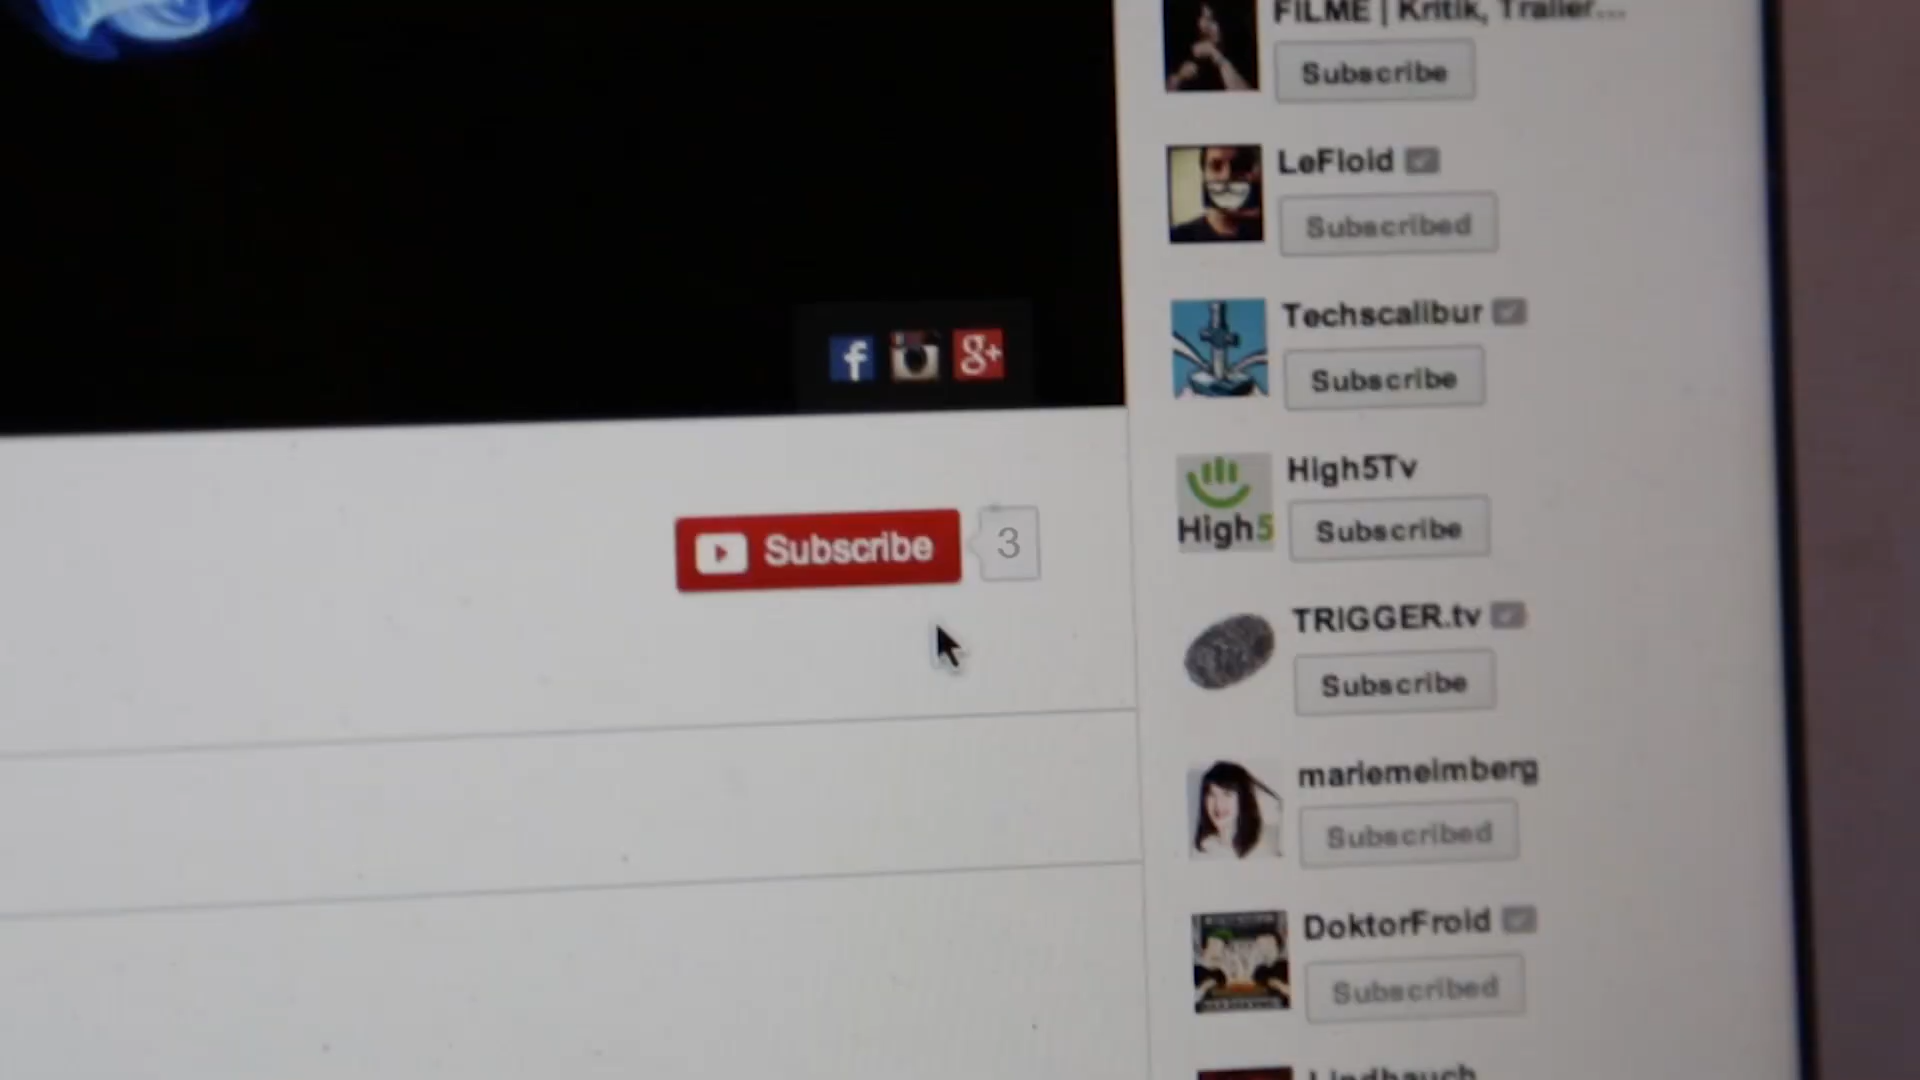 FILME | Kritik, Trailer...
Subscribe
LeFloid
Subscribed
Techscalibur
Subscribe
f
g+
High5Tv
High5
Subscribe
Subscribe
3
TRIGGER.tv
Subscribe
mariemeimberg
Subscribed
DoktorFroid
Subscribed